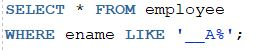 SELECT * FROM employee
WHERE ename LIKE '__A%';